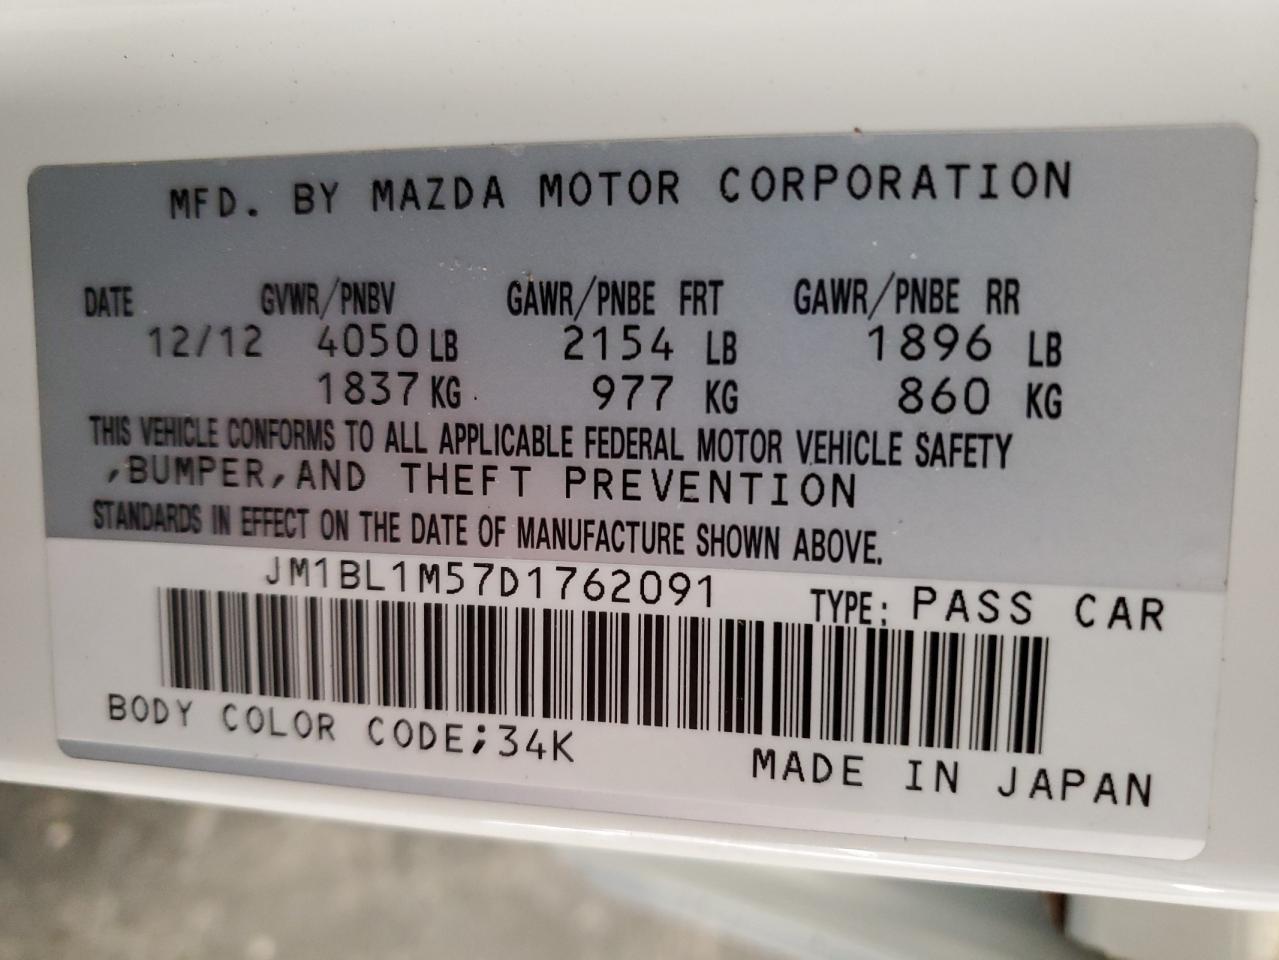 MFD. BY MAZDA MOTOR CORPORATION
DATE GVWR/PNBV GAWR/PNBE FRT GAWR/PNBE RR
12/12 4050 LB 2154 LB 1896 LB
1837 KG 977 KG 860 KG
THIS VEHICLE CONFORMS TO ALL APPLICABLE FEDERAL MOTOR VEHICLE SAFETY
,BUMPER,AND THEFT PREVENTION
STANDARDS IN EFFECT ON THE DATE OF MANUFACTURE SHOWN ABOVE.
JM1BL1M57D1762091 TYPE: PASS CAR
BODY COLOR CODE;34K MADE IN JAPAN